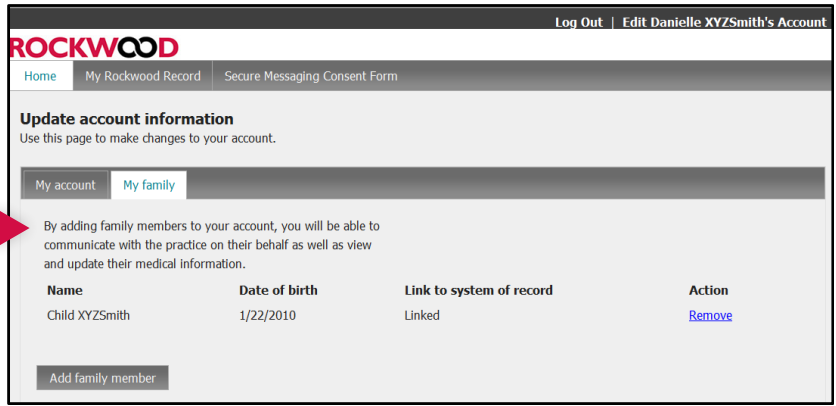 Log Out | Edit Danielle XYZSmith's Account
ROCKWOOD
Home My Rockwood Record Secure Messaging Consent Form
Update account information
Use this page to make changes to your account.
My account My family
By adding family members to your account, you will be able to
communicate with the practice on their behalf as well as view
and update their medical information.
Name Date of birth Link to system of record Action
Child XYZSmith 1/22/2010 Linked Remove
Add family member